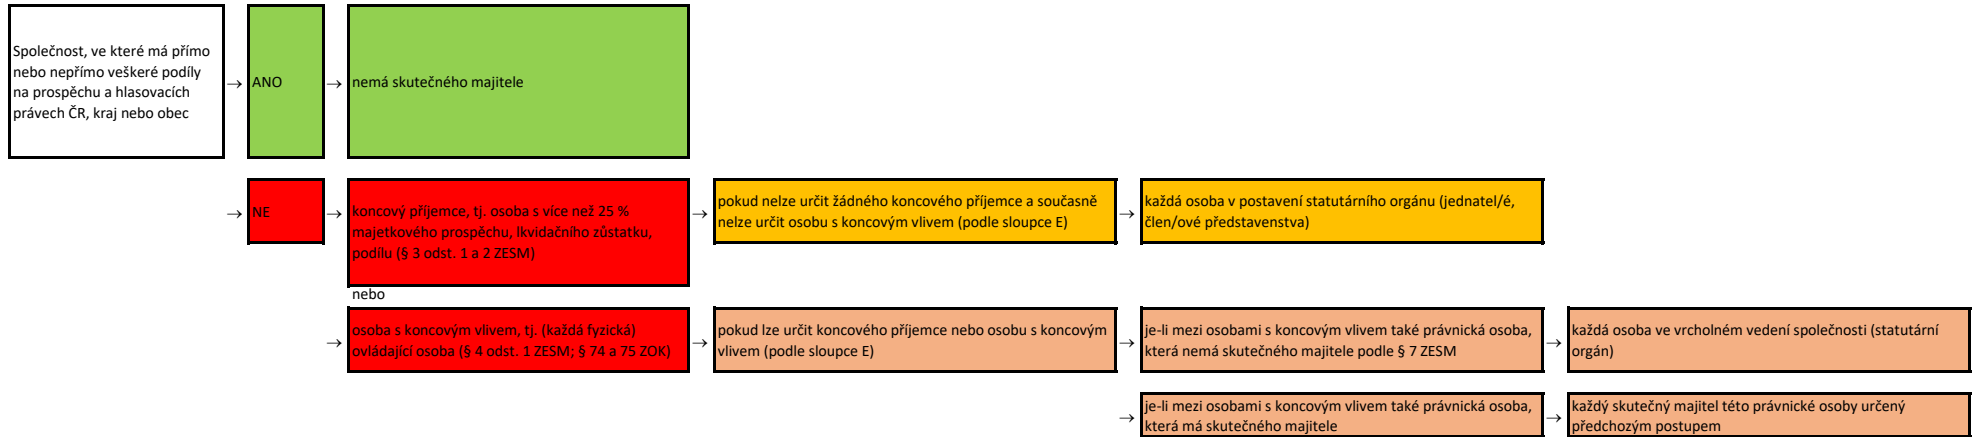 Společnost, ve které má přímo
nebo nepřímo veškeré podíly
na prospěchu a hlasovacích
právech ČR, kraj nebo obec
→ ANO → nemá skutečného majitele
→ NE → koncový příjemce, tj. osoba s více než 25 %
majetkového prospěchu, lkvidačního zůstatku,
podílu (§ 3 odst. 1 a 2 ZESM)
→ pokud nelze určit žádného koncového příjemce a současně
nelze určit osobu s koncovým vlivem (podle sloupce E)
→ každá osoba v postavení statutárního orgánu (jednatel/é,
člen/ové představenstva)
nebo
→ osoba s koncovým vlivem, tj. (každá fyzická)
ovládající osoba (§ 4 odst. 1 ZESM; § 74 a 75 ZOK)
→ pokud lze určit koncového příjemce nebo osobu s koncovým
vlivem (podle sloupce E)
→ je-li mezi osobami s koncovým vlivem také právnická osoba,
která nemá skutečného majitele podle § 7 ZESM
→ každá osoba ve vrcholném vedení společnosti (statutární
orgán)
→ je-li mezi osobami s koncovým vlivem také právnická osoba,
která má skutečného majitele
→ každý skutečný majitel této právnické osoby určený
předchozým postupem